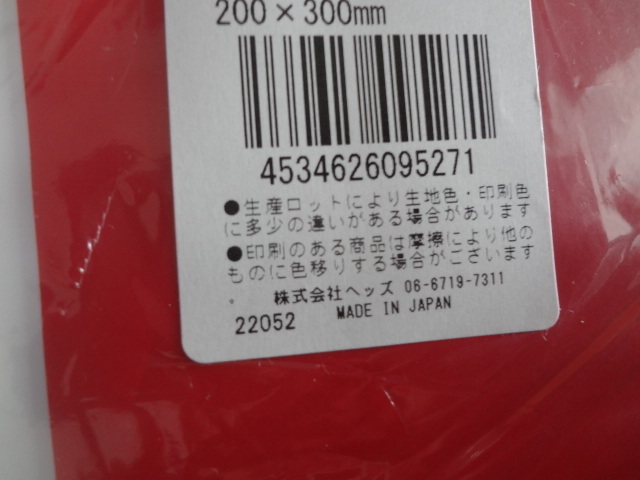 200×300mm
4534626095271
●生産ロットにより生地色・印刷色
に多少の違いがある場合があります
●印刷のある商品は摩擦により他の
ものに色移りする場合がございます
。 株式会社ヘッズ 06-6719-7311
22052 MADE IN JAPAN